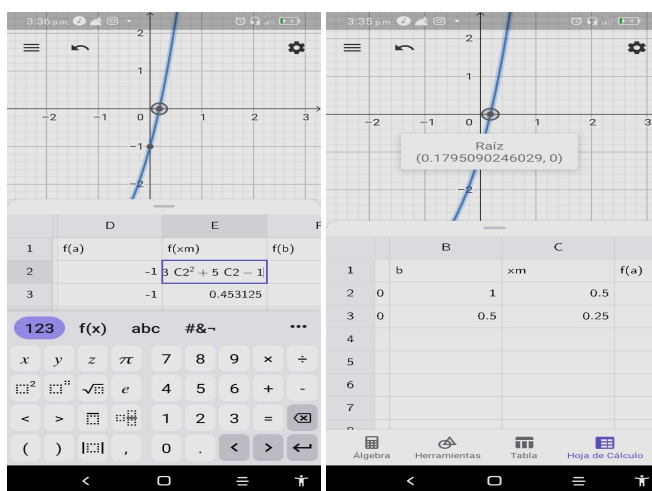 3:36 p.m.
2
1
-2
-1
0
1
2
3
-1
-2
D
E
F
1
f(a)
f(xm)
f(b)
2
-1
3 C2² + 5 C2 − 1
3
-1
0.453125
123
f(x)
abc
#&¬
•••
x y z π 7 8 9 × ÷
√ e 4 5 6 + -
< > 1 2 3 =
( ) , 0 . < >
3:35 p.m.
2
1
-2
-1
0
1
2
3
-2
Raíz
(0.1795090246029, 0)
B
C
1
b
xm
f(a)
2
0
1
0.5
3
0
0.5
0.25
4
5
6
7
Álgebra
Herramientas
Tabla
Hoja de Cálculo